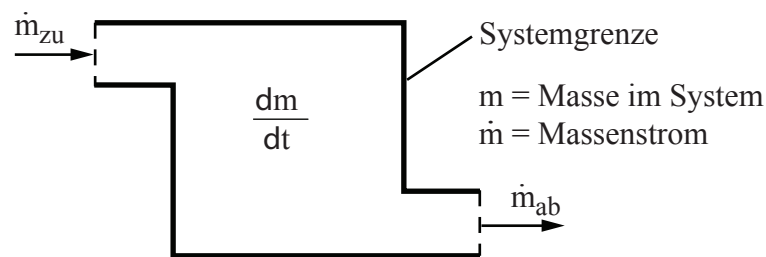 ṁzu
Systemgrenze
dm
dt
m = Masse im System
ṁ = Massenstrom
ṁab